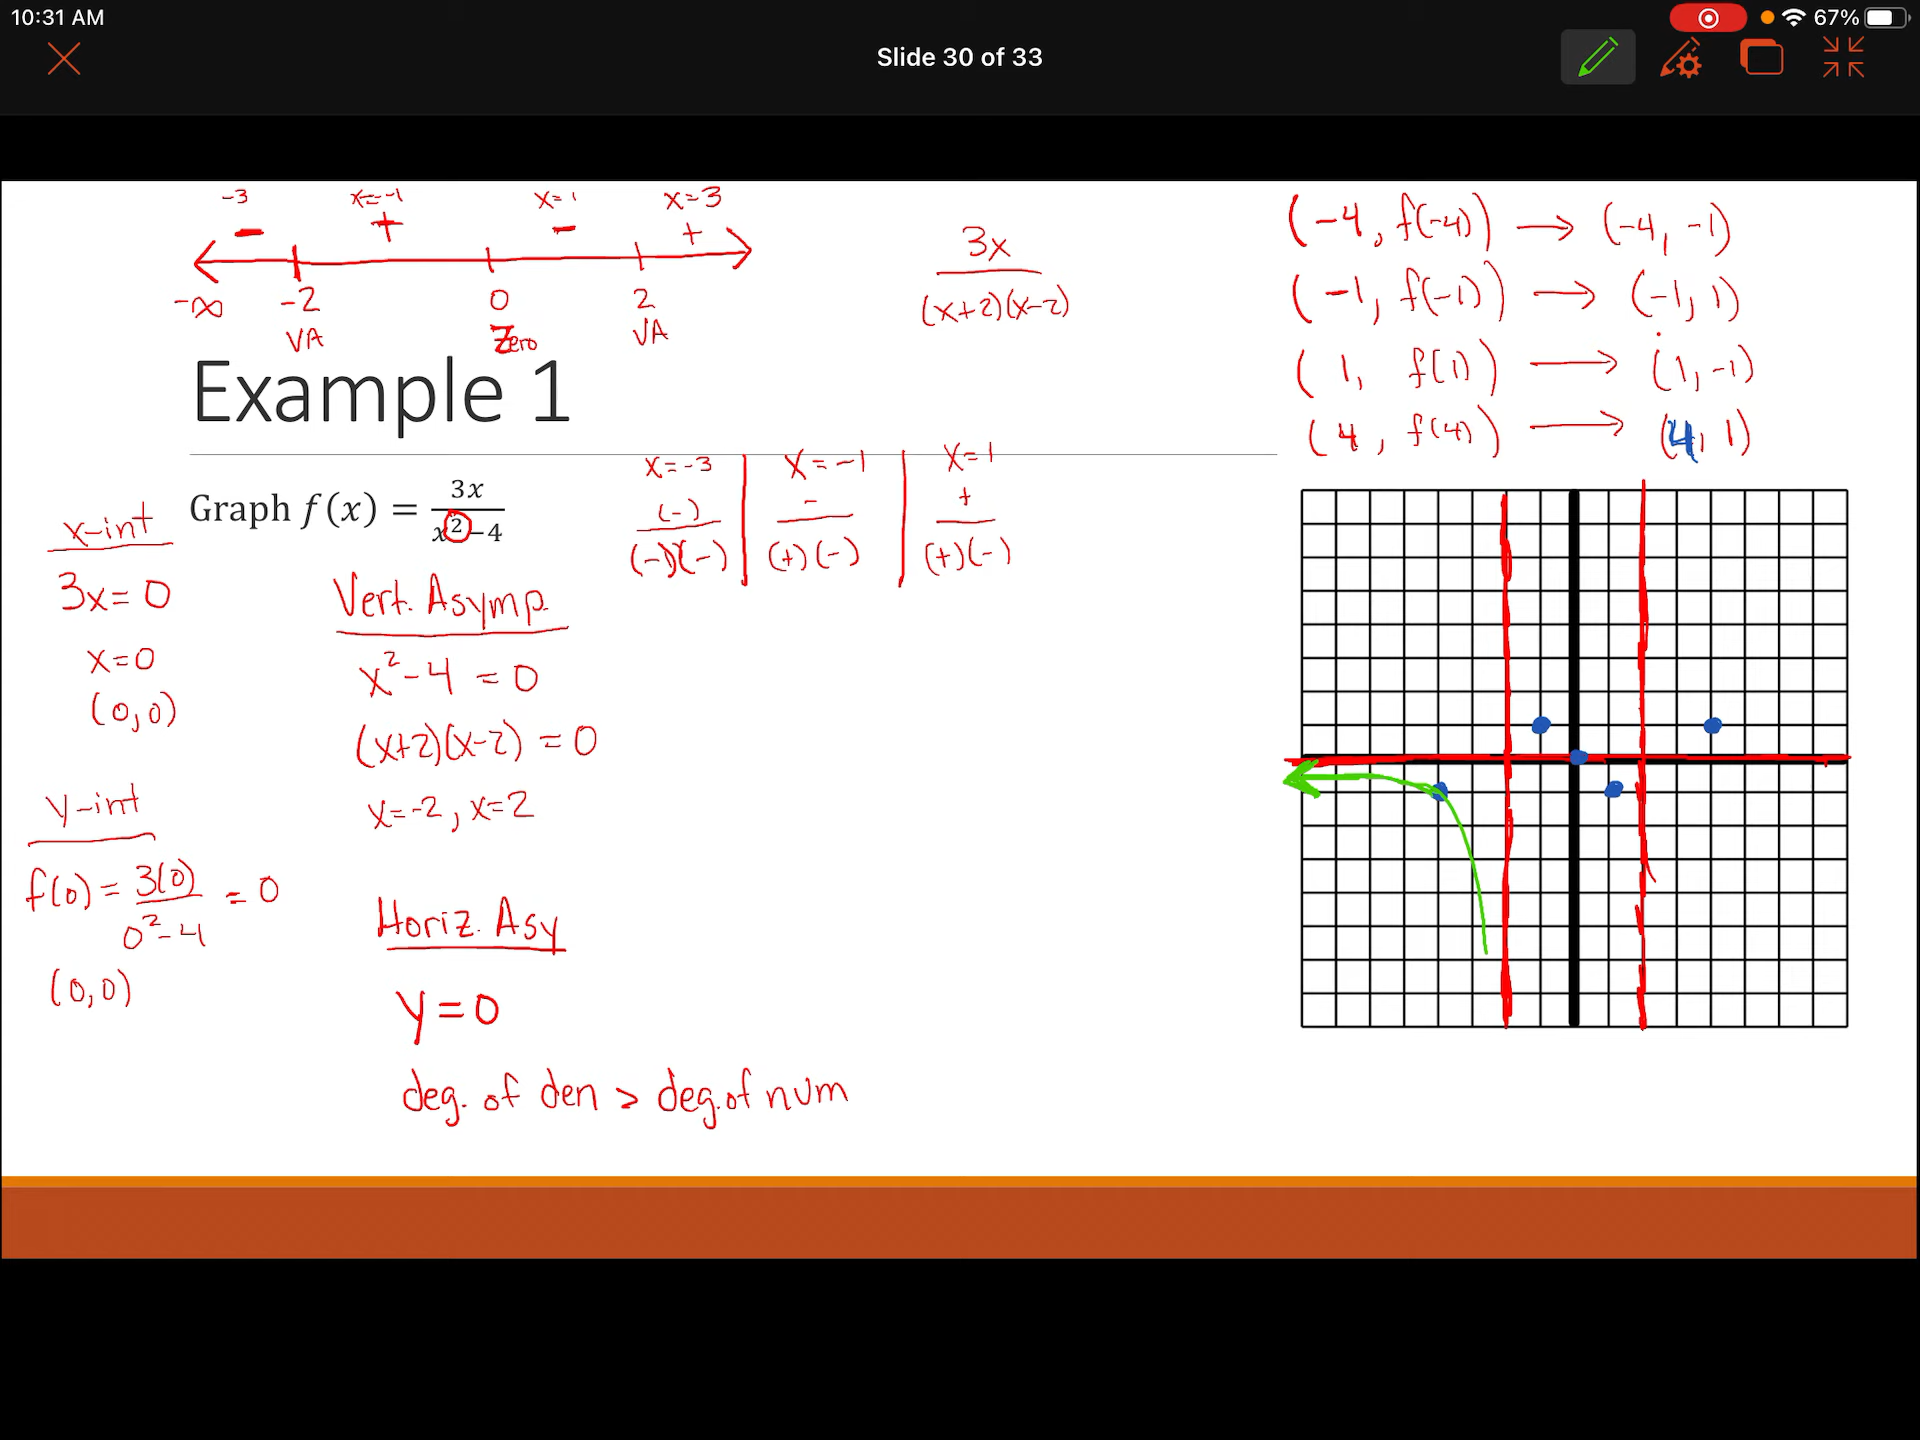 10:31 AM
67%
Slide 30 of 33
-3 x=-1 x=1 x=3
- + - +
-∞ -2 0 2
VA Zero VA
3x
(x+2)(x-2)
(-4, f(-4)) → (-4, -1)
(-1, f(-1)) → (-1, 1)
(1, f(1)) → (1, -1)
(4, f(4)) → (4, 1)
Example 1
Graph f(x) = 3x
x²-4
x=-3 x=-1 x=1
(-) - +
(-)(-) (+)(-) (+)(-)
x-int
3x=0
x=0
(0,0)
y-int
f(0) = 3(0) = 0
0²-4
(0,0)
Vert. Asymp.
x²-4 = 0
(x+2)(x-2) = 0
x=-2, x=2
Horiz. Asy
y=0
deg. of den > deg. of num